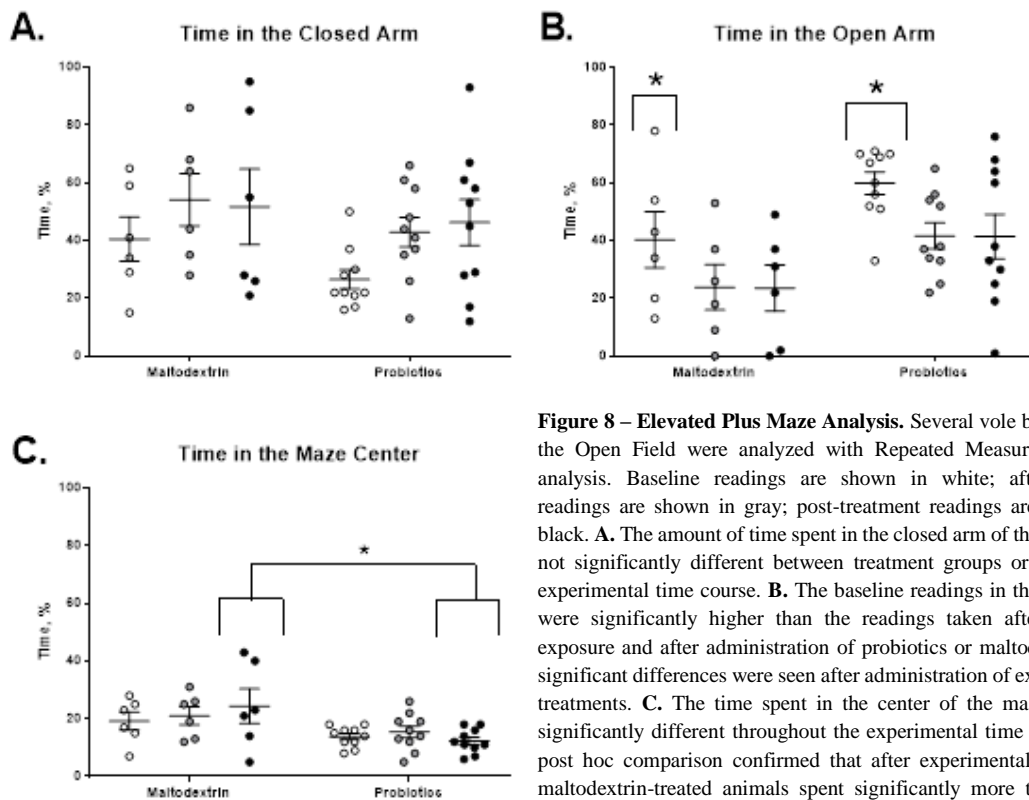 A.
Time in the Closed Arm
100
80
60
40
20
0
Time, %
Maltodextrin
Probiotics
B.
Time in the Open Arm
100
80
60
40
20
0
Time, %
*
*
Maltodextrin
Probiotics
C.
Time in the Maze Center
100
80
60
40
20
0
Time, %
*
Maltodextrin
Probiotics
Figure 8 – Elevated Plus Maze Analysis. Several vole b
the Open Field were analyzed with Repeated Measur
analysis. Baseline readings are shown in white; aft
readings are shown in gray; post-treatment readings are
black. A. The amount of time spent in the closed arm of th
not significantly different between treatment groups or
experimental time course. B. The baseline readings in the
were significantly higher than the readings taken afte
exposure and after administration of probiotics or maltod
significant differences were seen after administration of ex
treatments. C. The time spent in the center of the ma
significantly different throughout the experimental time
post hoc comparison confirmed that after experimental
maltodextrin-treated animals spent significantly more t